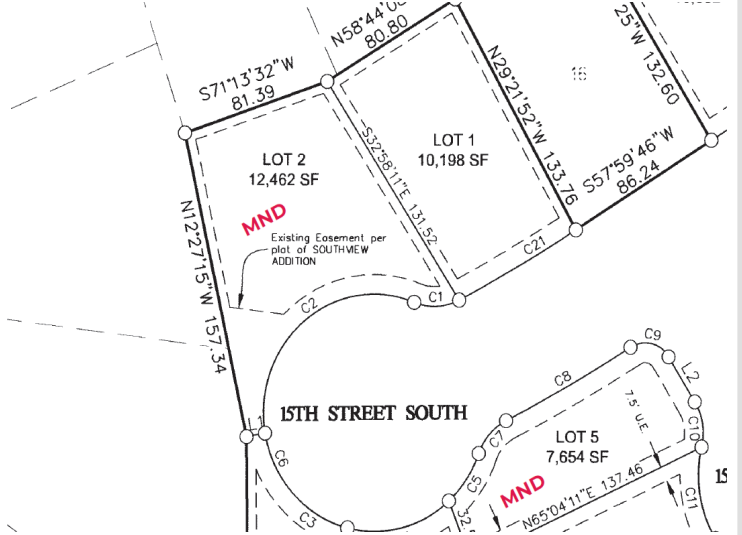 N58°44'0
80.80
S71°13'32"W
81.39
25"W 132.60
N29°21'52"W 133.76
16
LOT 1
10,198 SF
S57°59'46"W
86.24
LOT 2
12,462 SF
S32°58'11"E 131.52
MND
Existing Easement per
plat of SOUTHVIEW
ADDITION
N12°27'15"W 157.34
C21
C2
C1
C9
L2
C8
7.5' U.E.
15TH STREET SOUTH
L1
C7
C10
LOT 5
7,654 SF
C6
C5
MND
N65°04'11"E 137.46
15
C11
C3
32.